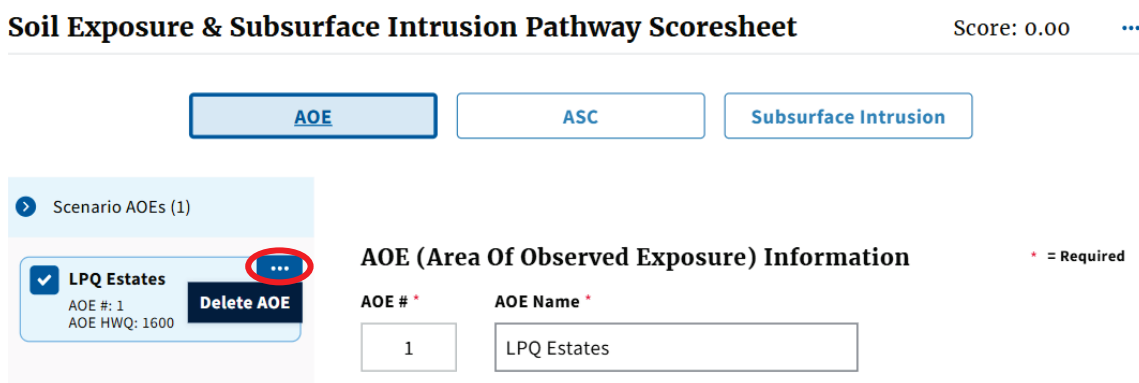 Soil Exposure & Subsurface Intrusion Pathway Scoresheet
Score: 0.00
...
AOE
ASC
Subsurface Intrusion
Scenario AOEs (1)
LPQ Estates
...
AOE #: 1
Delete AOE
AOE HWQ: 1600
AOE (Area Of Observed Exposure) Information
* = Required
AOE # *
AOE Name *
1
LPQ Estates